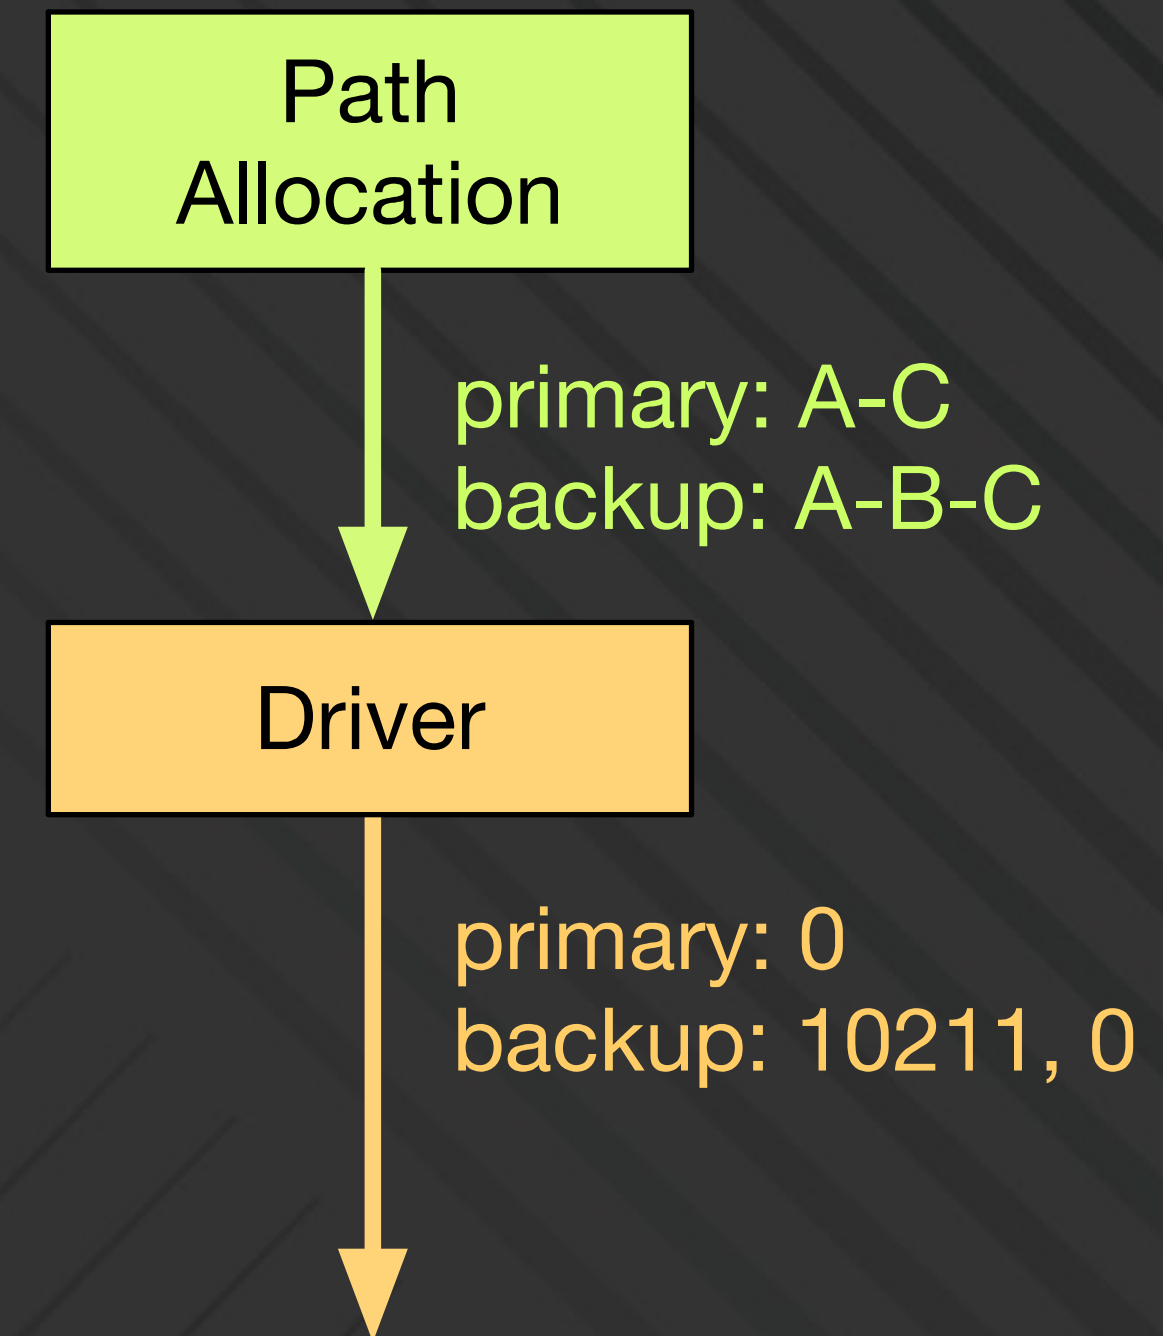 Path
Allocation
primary: A-C
backup: A-B-C
Driver
primary: 0
backup: 10211, 0